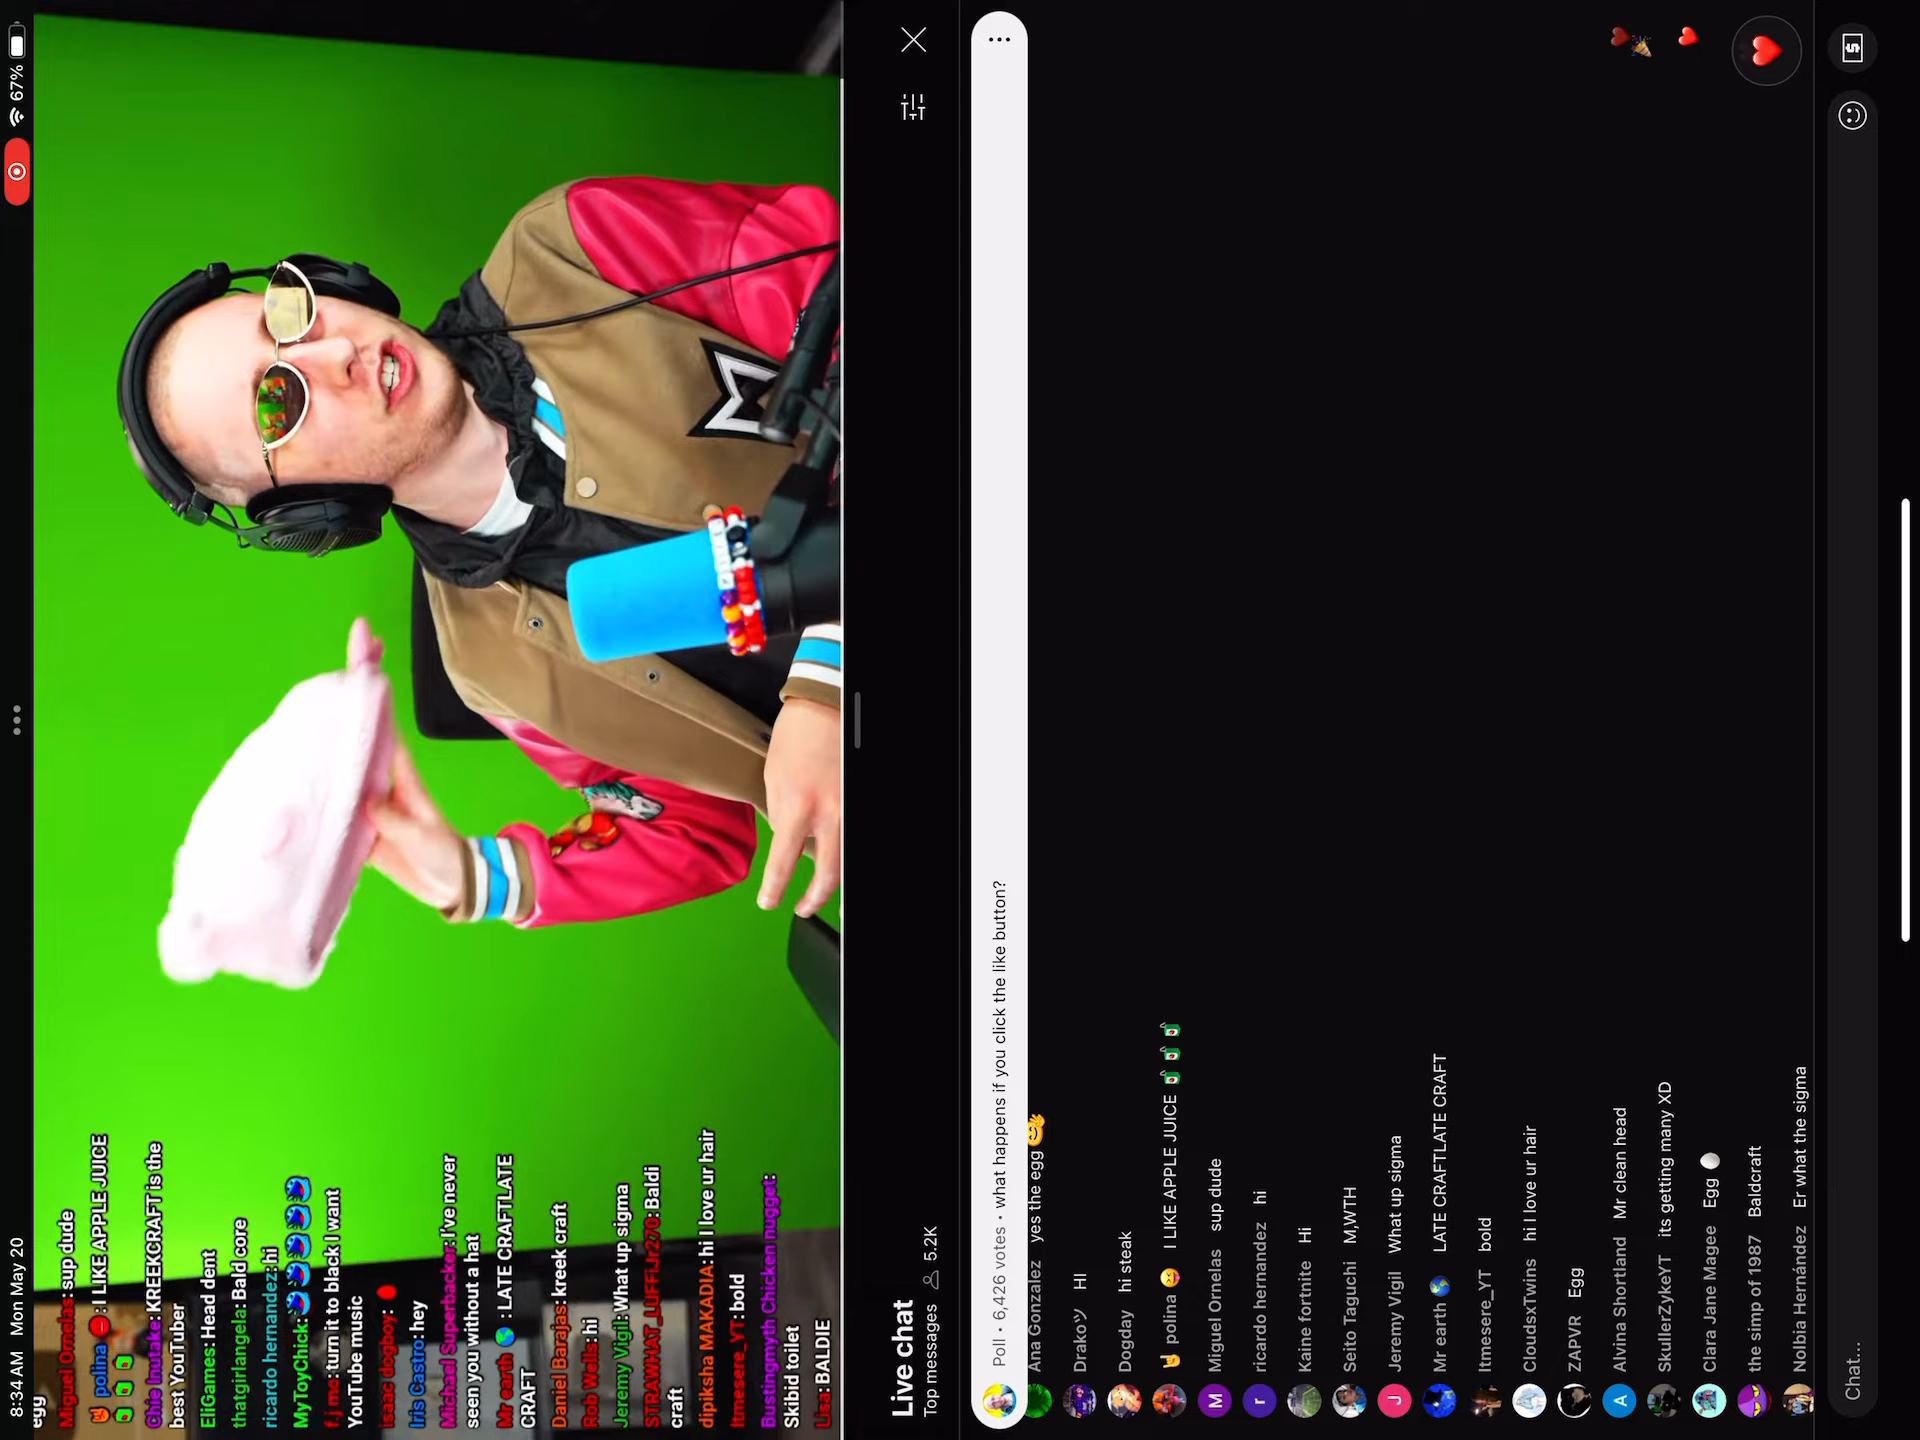 8:34 AM Mon May 20
67%
egg
Miguel Ornelas: sup dude
polina: I LIKE APPLE JUICE
Chie Inutake: KREEKCRAFT is the
best YouTuber
EliGames: Head dent
thatgirlangela: Bald core
ricardo hernandez: hi
MyToyChick:
f.j.mo: turn it to black I want
YouTube music
isaac dogboy:
Iris Castro: hey
Michael Superbacker: I've never
seen you without a hat
Mr earth : LATE CRAFTLATE
CRAFT
Daniel Barajas: kreek craft
Rob Wells: hi
Jeremy Vigil: What up sigma
STRAWHAT_LUFFiJr270: Baldi
craft
dipiksha MAKADIA: hi I love ur hair
Itmesere_YT: bold
Bustingmyth Chicken nugget:
Skibid toilet
Lisa: BALDIE
Live chat
Top messages 5.2K
Poll • 6,426 votes • what happens if you click the like button?
Ana Gonzalez yes the egg
Drakoツ HI
Dogday hi steak
polina I LIKE APPLE JUICE
Miguel Ornelas sup dude
ricardo hernandez hi
Kaine fortnite Hi
Seito Taguchi M,WTH
Jeremy Vigil What up sigma
Mr earth LATE CRAFTLATE CRAFT
Itmesere_YT bold
CloudsxTwins hi I love ur hair
ZAPVR Egg
Alvina Shortland Mr clean head
SkullerZykeYT its getting many XD
Clara Jane Magee Egg
the simp of 1987 Baldcraft
Nolbia Hernández Er what the sigma
Chat...